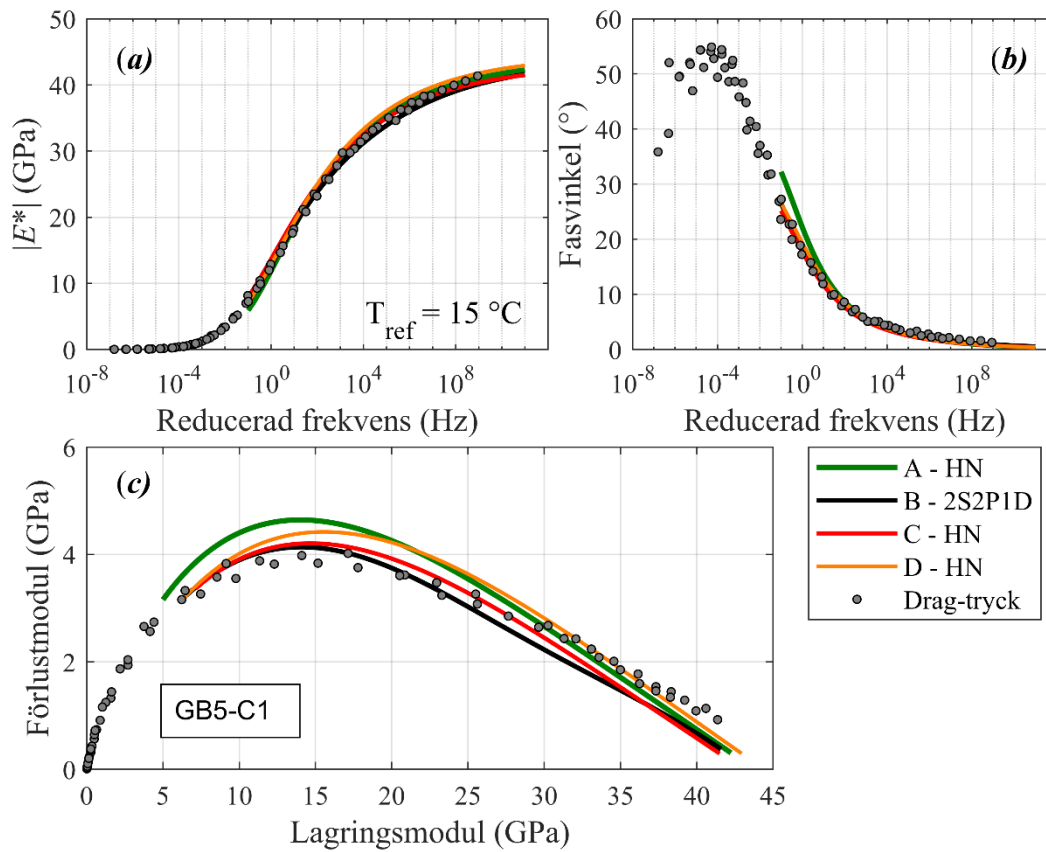 50
40
30
20
10
0
|E*| (GPa)
(a)
T_ref = 15 °C
10^-8
10^-4
10^0
10^4
10^8
Reducerad frekvens (Hz)
60
50
40
30
20
10
0
Fasvinkel (°)
(b)
10^-8
10^-4
10^0
10^4
10^8
Reducerad frekvens (Hz)
6
4
2
0
Förlustmodul (GPa)
(c)
GB5-C1
0
5
10
15
20
25
30
35
40
45
Lagringsmodul (GPa)
A - HN
B - 2S2P1D
C - HN
D - HN
Drag-tryck